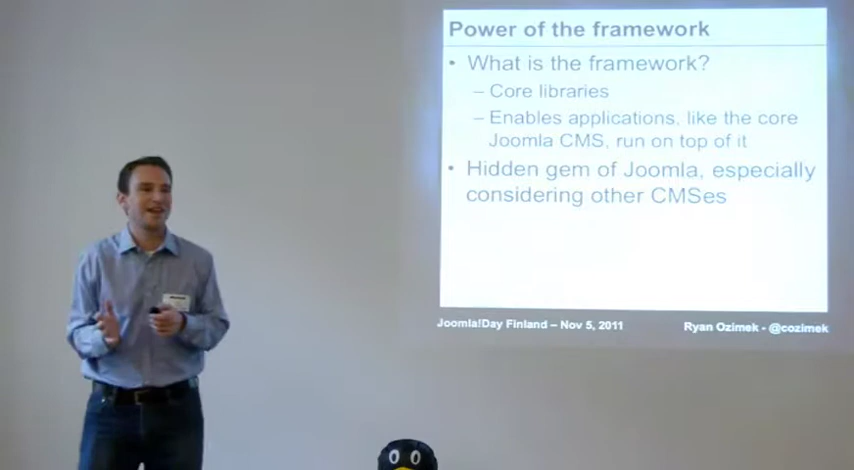 Power of the framework
• What is the framework?
– Core libraries
– Enables applications, like the core
Joomla CMS, run on top of it
• Hidden gem of Joomla, especially
considering other CMSes
Joomla!Day Finland – Nov 5, 2011
Ryan Ozimek - @cozimek